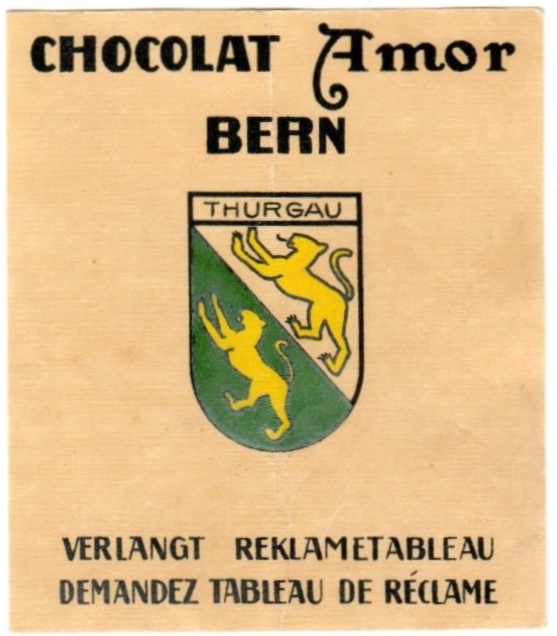 CHOCOLAT Amor
BERN
THURGAU
VERLANGT REKLAMETABLEAU
DEMANDEZ TABLEAU DE RÉCLAME